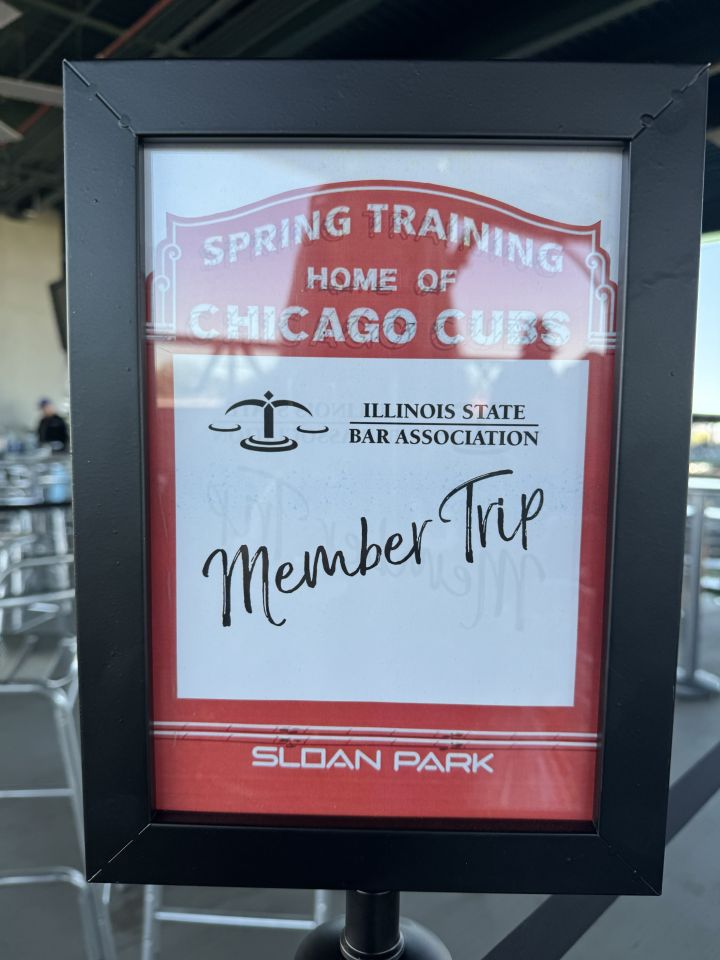 SPRING TRAINING
HOME OF
CHICAGO CUBS
ILLINOIS STATE
BAR ASSOCIATION
Member Trip
SLOAN PARK